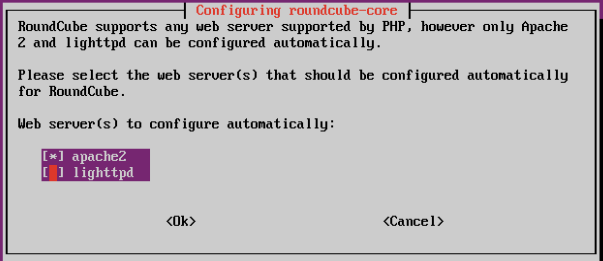 Configuring roundcube-core
RoundCube supports any web server supported by PHP, however only Apache
2 and lighttpd can be configured automatically.
Please select the web server(s) that should be configured automatically
for RoundCube.
Web server(s) to configure automatically:
[*] apache2
[ ] lighttpd
<Ok> <Cancel>